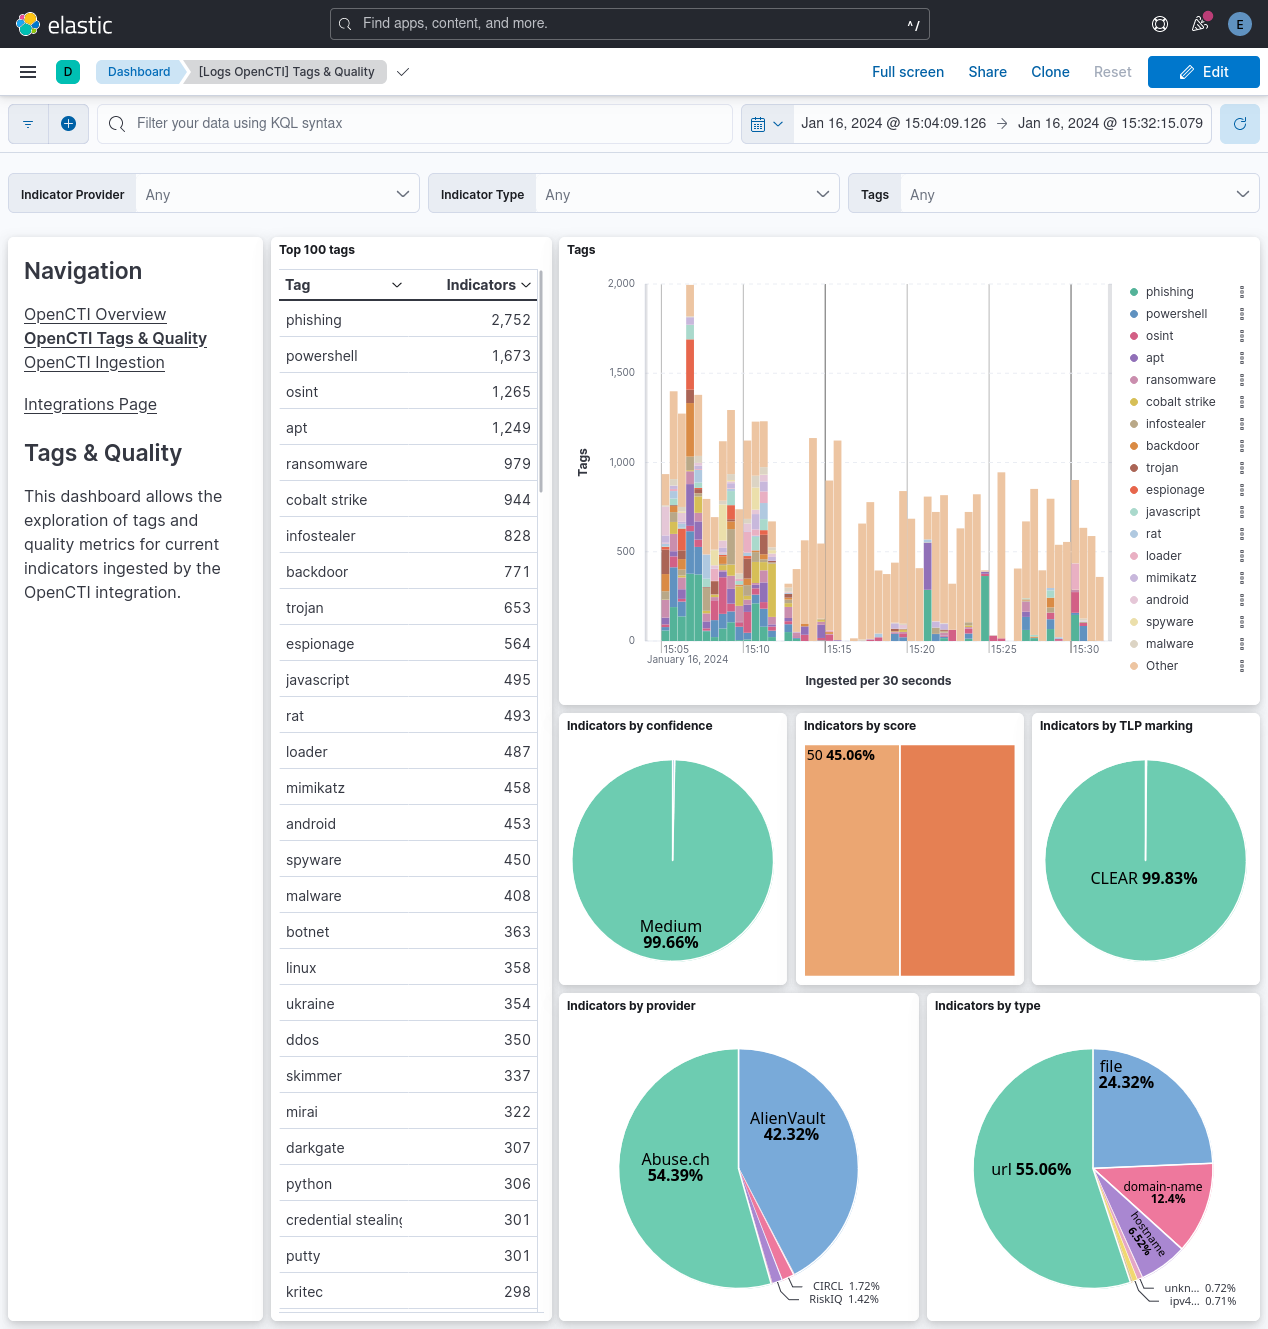 elastic
Find apps, content, and more.
^/
E
D
Dashboard
[Logs OpenCTI] Tags & Quality
Full screen
Share
Clone
Reset
Edit
Filter your data using KQL syntax
Jan 16, 2024 @ 15:04:09.126 → Jan 16, 2024 @ 15:32:15.079
Indicator Provider Any
Indicator Type Any
Tags Any
Navigation
OpenCTI Overview
OpenCTI Tags & Quality
OpenCTI Ingestion
Integrations Page
Tags & Quality
This dashboard allows the
exploration of tags and
quality metrics for current
indicators ingested by the
OpenCTI integration.
Top 100 tags
Tag Indicators
phishing 2,752
powershell 1,673
osint 1,265
apt 1,249
ransomware 979
cobalt strike 944
infostealer 828
backdoor 771
trojan 653
espionage 564
javascript 495
rat 493
loader 487
mimikatz 458
android 453
spyware 450
malware 408
botnet 363
linux 358
ukraine 354
ddos 350
skimmer 337
mirai 322
darkgate 307
python 306
credential stealing 301
putty 301
kritec 298
Tags
Tags
2,000
1,500
1,000
500
0
15:05
15:10
15:15
15:20
15:25
15:30
January 16, 2024
Ingested per 30 seconds
phishing
powershell
osint
apt
ransomware
cobalt strike
infostealer
backdoor
trojan
espionage
javascript
rat
loader
mimikatz
android
spyware
malware
Other
Indicators by confidence
Medium
99.66%
Indicators by score
50 45.06%
Indicators by TLP marking
CLEAR 99.83%
Indicators by provider
AlienVault
42.32%
Abuse.ch
54.39%
CIRCL 1.72%
RiskIQ 1.42%
Indicators by type
file
24.32%
url 55.06%
domain-name
12.4%
hostname
6.52%
unkn... 0.72%
ipv4... 0.71%